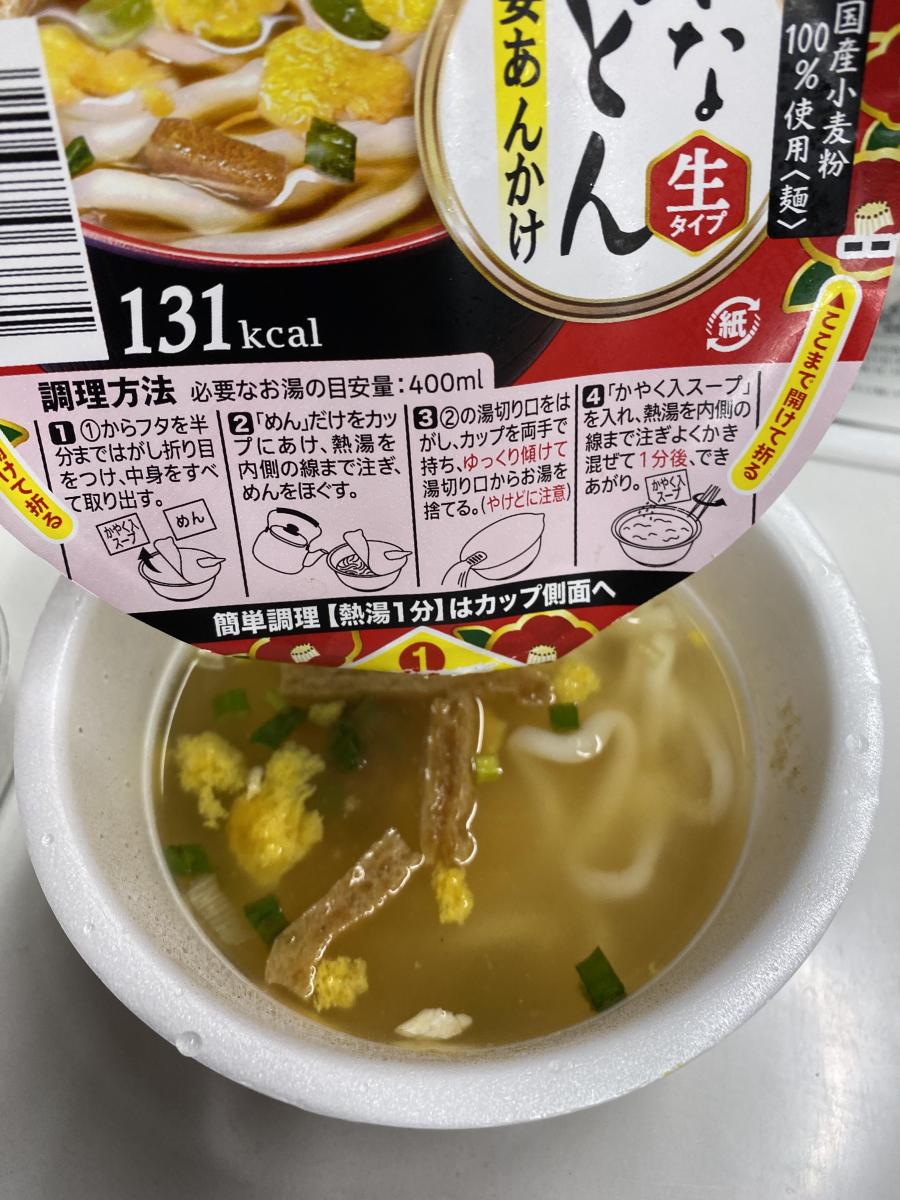 国産小麦粉
100%使用〈麺〉
な
とん
あんかけ
生
タイプ
紙
131kcal
ここまで開けて折る
けて折る
調理方法 必要なお湯の目安量:400ml
1 ①からフタを半
分まではがし折り目
をつけ、中身をすべ
て取り出す。
かやく入
スープ
めん
2 「めん」だけをカッ
プにあけ、熱湯を
内側の線まで注ぎ、
めんをほぐす。
3 ②の湯切り口をは
がし、カップを両手で
持ち、ゆっくり傾けて
湯切り口からお湯を
捨てる。(やけどに注意)
4 「かやく入スープ」
を入れ、熱湯を内側の
線まで注ぎよくかき
混ぜて1分後、でき
あがり。
かやく入
スープ
簡単調理【熱湯1分】はカップ側面へ
1